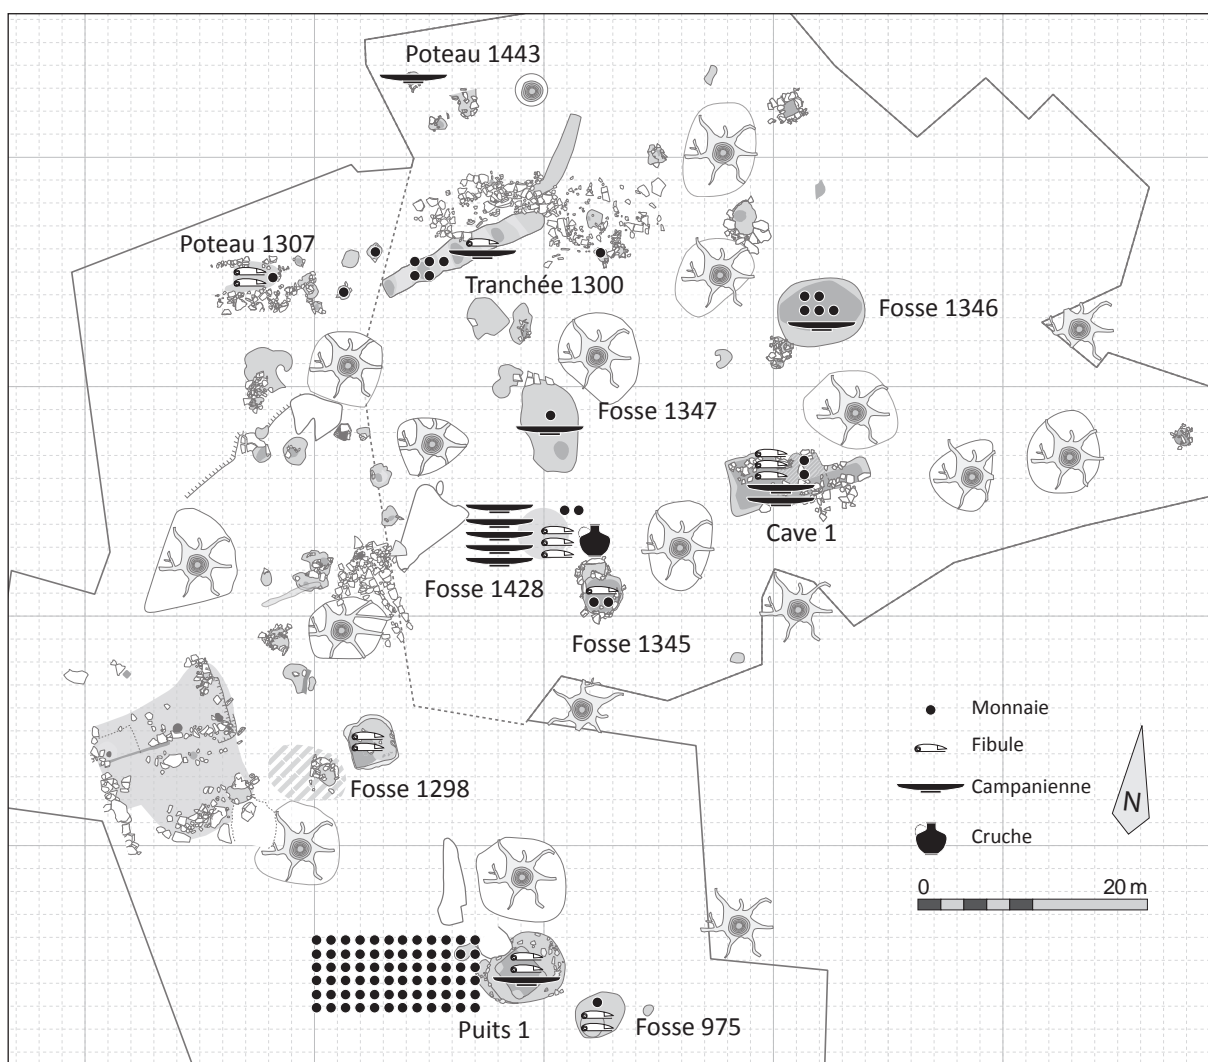 Poteau 1443
Poteau 1307
Tranchée 1300
Fosse 1346
Fosse 1347
Cave 1
Fosse 1428
Fosse 1345
Monnaie
Fibule
Campanienne
Cruche
N
0 20 m
Fosse 1298
Puits 1
Fosse 975